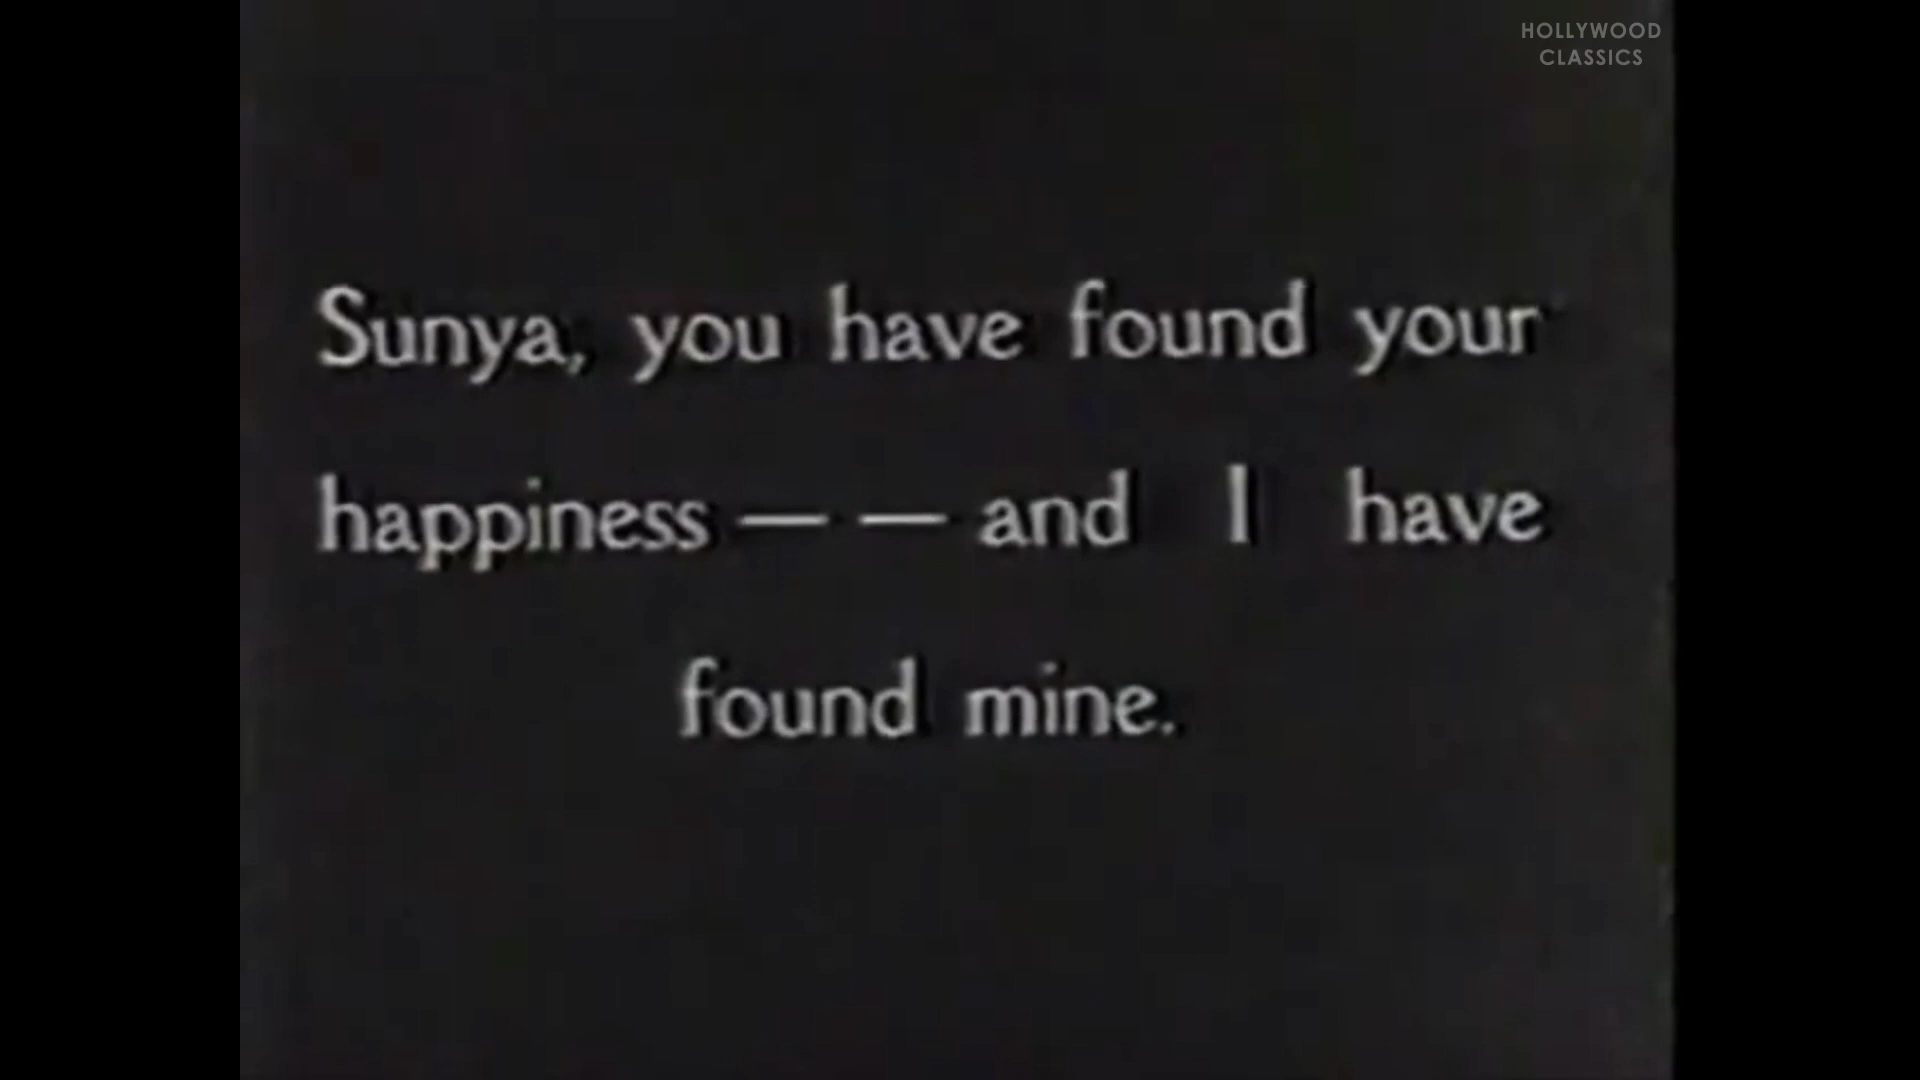 HOLLYWOOD
CLASSICS
Sunya, you have found your
happiness — — and I have
found mine.